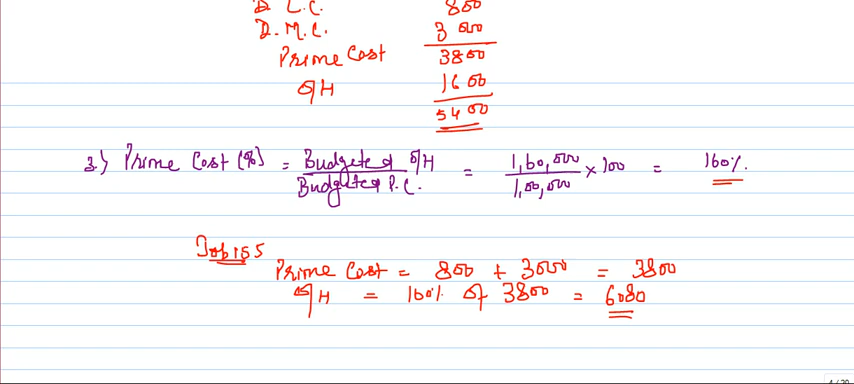 D. L.C. 800
D. M.C. 3000
Prime Cost 3800
O/H 1600
5400
3.) Prime Cost (%) = Budgeted O/H / Budgeted P.C. = 1,60,000 / 1,00,000 × 100 = 160%.
Job 155
Prime Cost = 800 + 3000 = 3800
O/H = 160% of 3800 = 6080